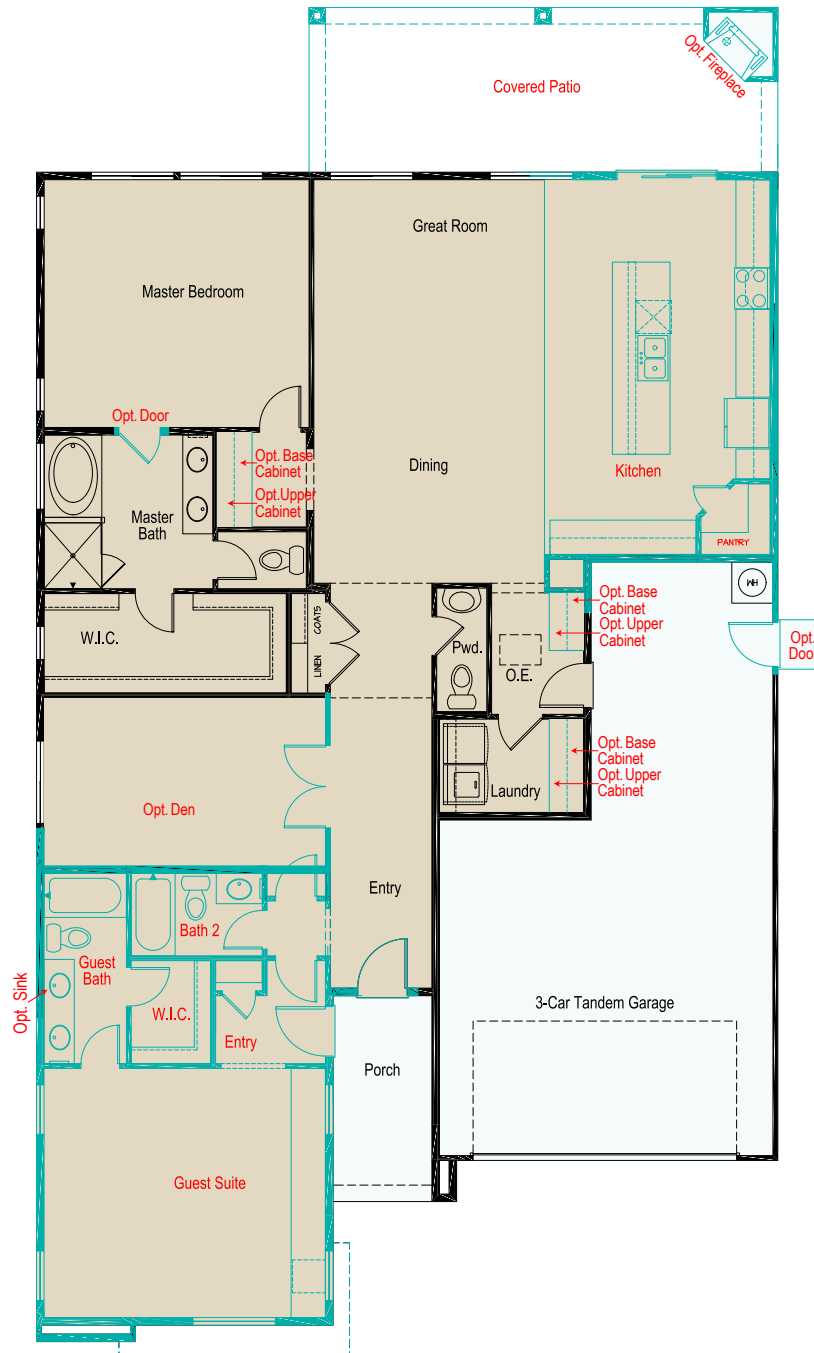 Opt. Fireplace
Covered Patio
Great Room
Master Bedroom
Opt. Door
Opt. Base
Cabinet
Opt.Upper
Cabinet
Dining
Kitchen
Master
Bath
PANTRY
HM
W.I.C.
COATS
LINEN
Pwd.
O.E.
Opt. Base
Cabinet
Opt. Upper
Cabinet
Opt.
Door
Opt. Base
Cabinet
Opt. Upper
Cabinet
Laundry
Opt. Den
Entry
Bath 2
Guest
Bath
Opt. Sink
W.I.C.
Entry
3-Car Tandem Garage
Porch
Guest Suite